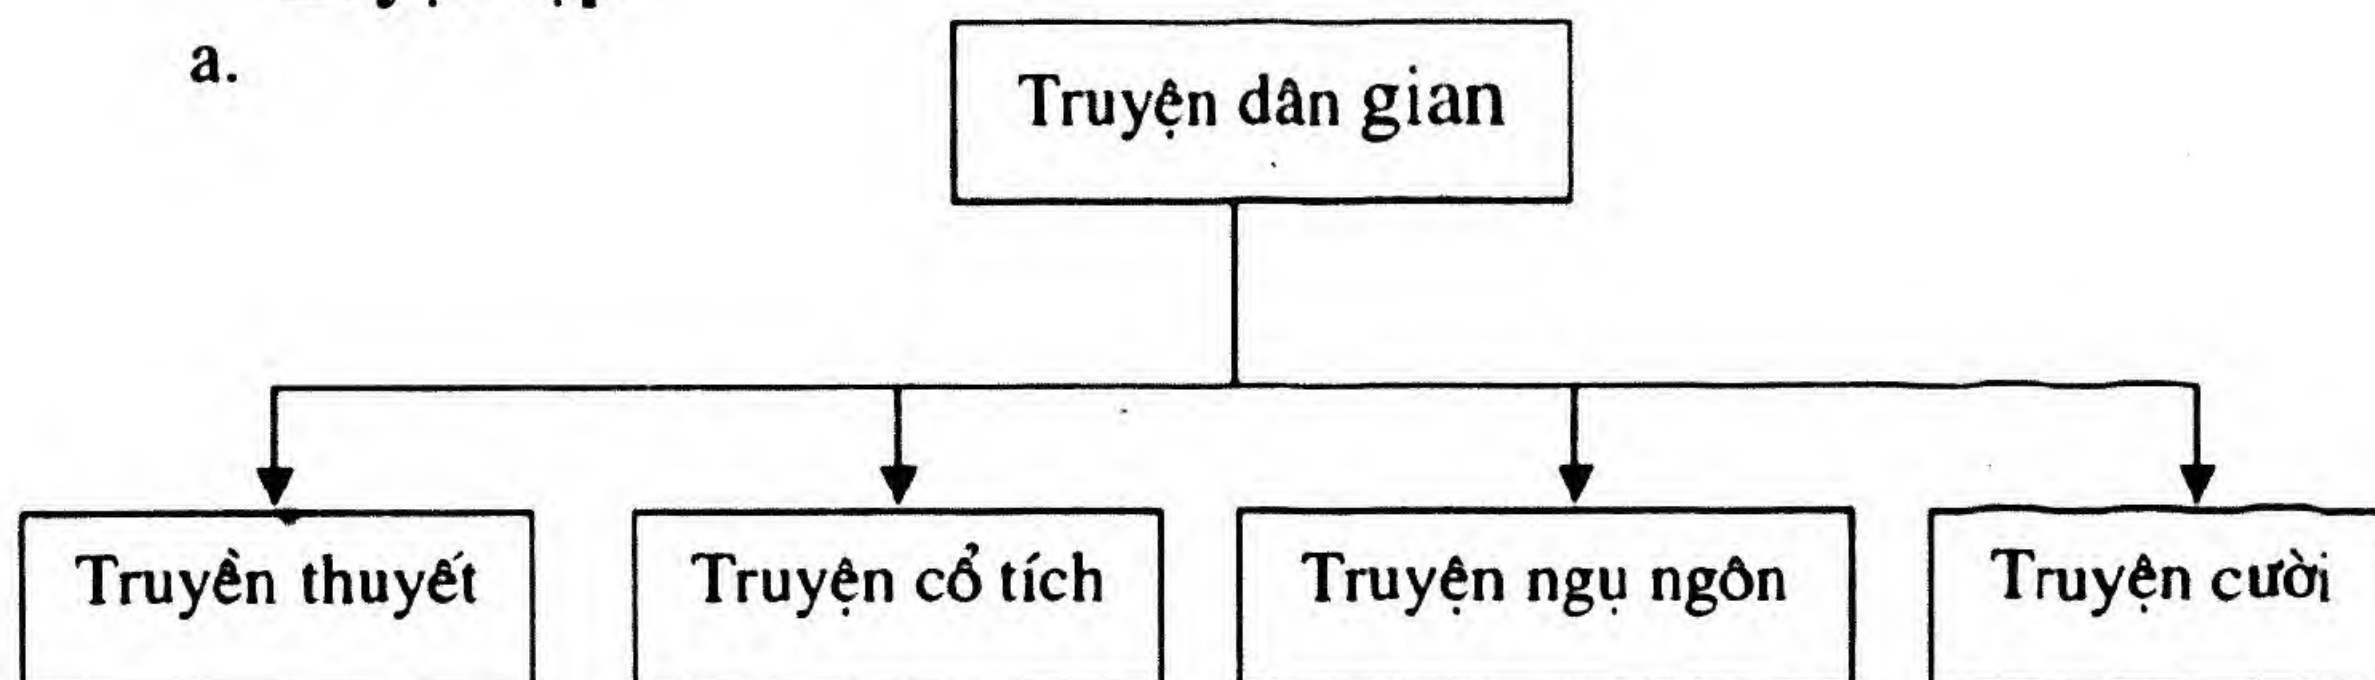 a.
Truyện dân gian
Truyền thuyết
Truyện cổ tích
Truyện ngụ ngôn
Truyện cười